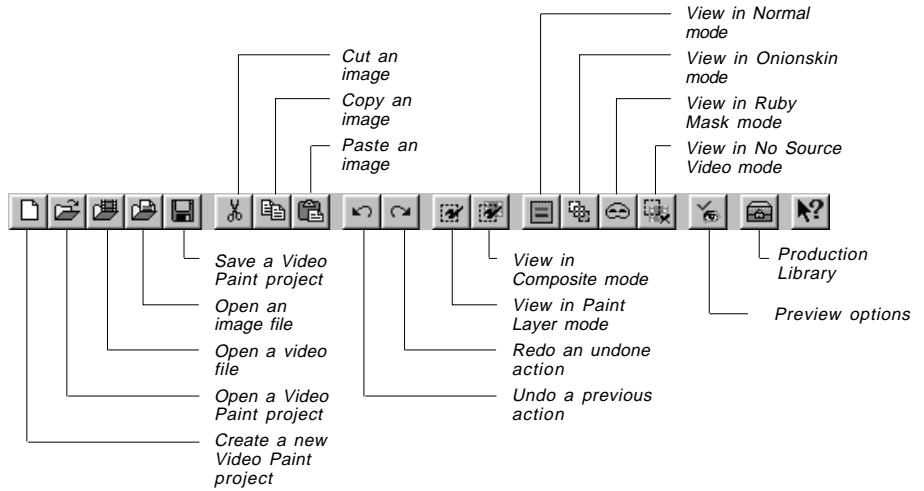 View in Normal
mode
Cut an
image
View in Onionskin
mode
Copy an
image
View in Ruby
Mask mode
Paste an
image
View in No Source
Video mode
?
Save a Video
Paint project
View in
Composite mode
Production
Library
Open an
image file
View in Paint
Layer mode
Preview options
Open a video
file
Redo an undone
action
Open a Video
Paint project
Undo a previous
action
Create a new
Video Paint
project